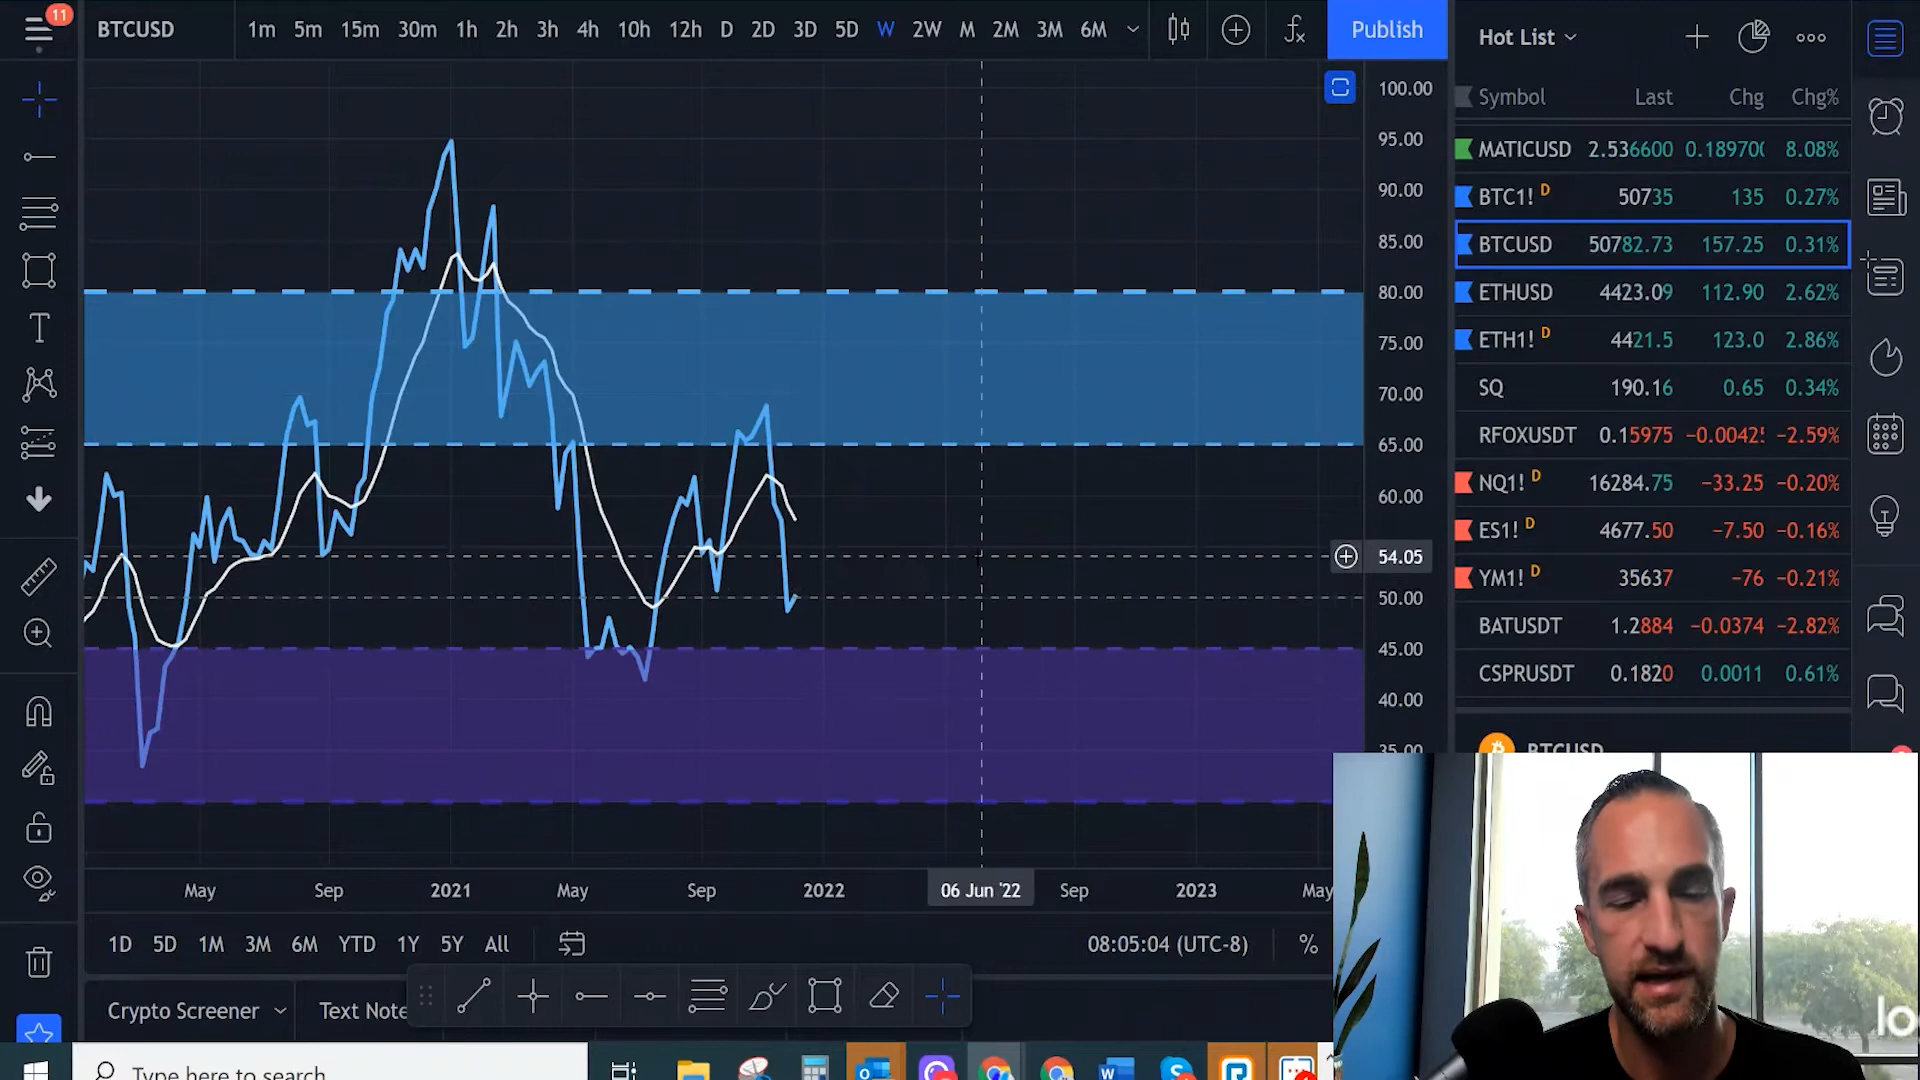 11
BTCUSD 1m 5m 15m 30m 1h 2h 3h 4h 10h 12h D 2D 3D 5D W 2W M 2M 3M 6M Publish
Hot List
Symbol Last Chg Chg%
MATICUSD 2.536600 0.189700 8.08%
BTC1! D 50735 135 0.27%
BTCUSD 50782.73 157.25 0.31%
ETHUSD 4423.09 112.90 2.62%
ETH1! D 4421.5 123.0 2.86%
SQ 190.16 0.65 0.34%
RFOXUSDT 0.15975 −0.0042 −2.59%
NQ1! D 16284.75 −33.25 −0.20%
ES1! D 4677.50 −7.50 −0.16%
YM1! D 35637 −76 −0.21%
BATUSDT 1.2884 −0.0374 −2.82%
CSPRUSDT 0.1820 0.0011 0.61%
BTCUSD
100.00
95.00
90.00
85.00
80.00
75.00
70.00
65.00
60.00
54.05
50.00
45.00
40.00
35.00
May Sep 2021 May Sep 2022 06 Jun '22 Sep 2023 May
1D 5D 1M 3M 6M YTD 1Y 5Y All 08:05:04 (UTC-8) %
Crypto Screener Text Note
Type here to search
lo